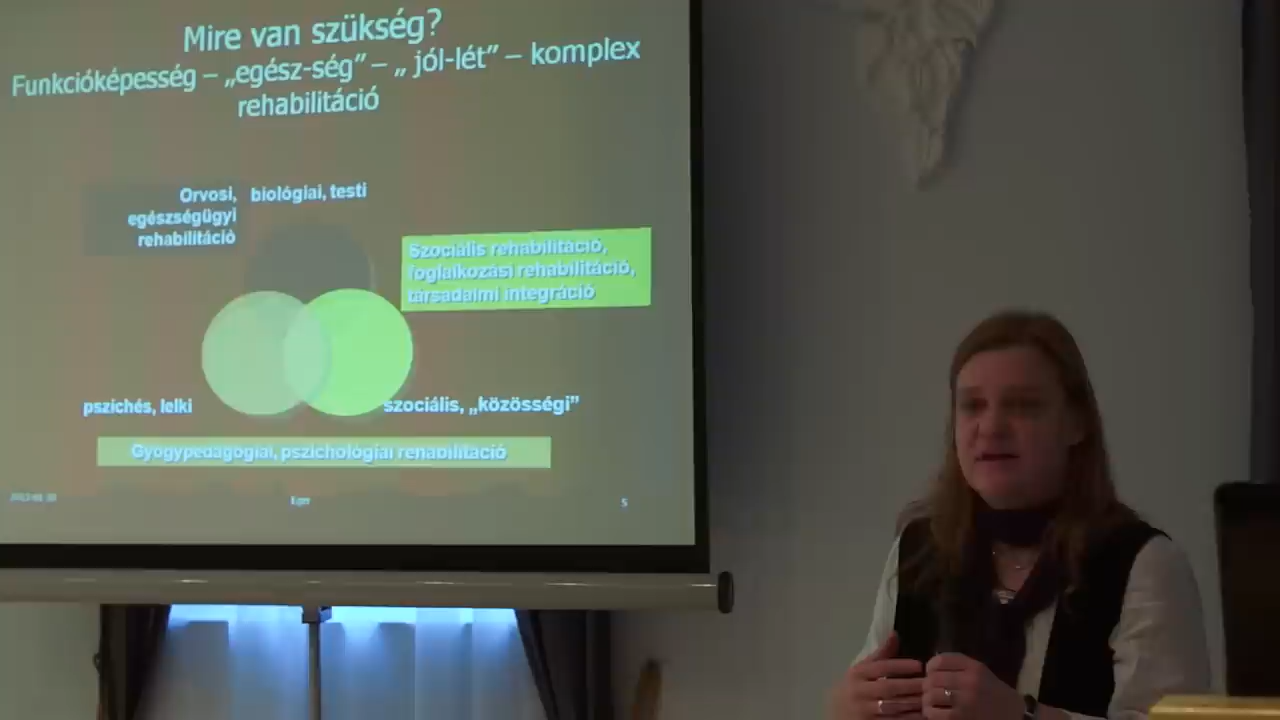 Mire van szükség?
Funkcióképesség – „egész-ség” – „ jól-lét” – komplex
rehabilitáció
Orvosi,
egészségügyi
rehabilitáció
biológiai, testi
Szociális rehabilitáció,
foglalkozási rehabilitáció,
társadalmi integráció
pszichés, lelki
szociális, „közösségi”
Gyógypedagógiai, pszichológiai rehabilitáció
Eger
5